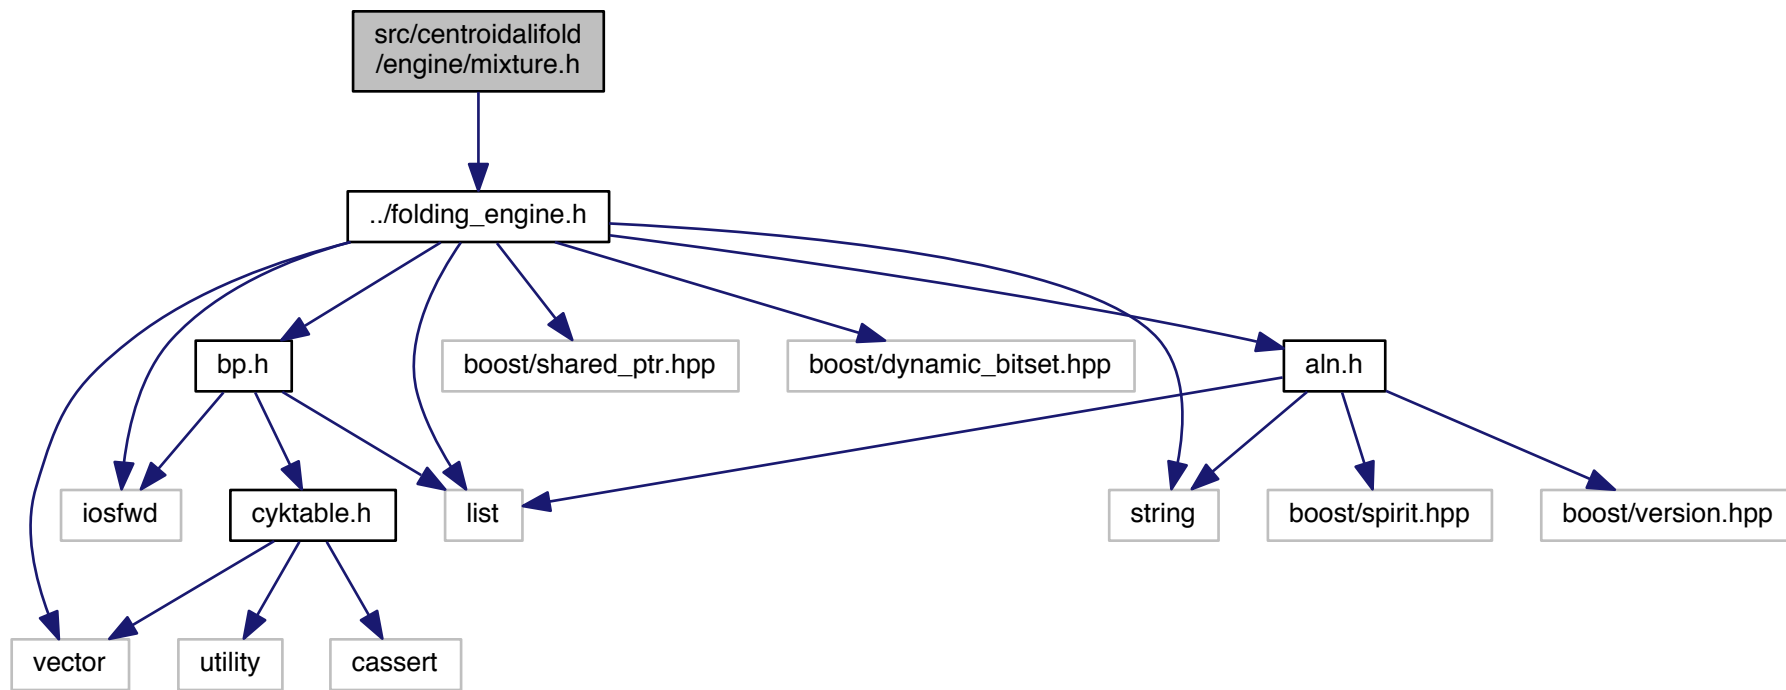 src/centroidalifold
/engine/mixture.h
../folding_engine.h
bp.h
boost/shared_ptr.hpp
boost/dynamic_bitset.hpp
aln.h
iosfwd
cyktable.h
list
string
boost/spirit.hpp
boost/version.hpp
vector
utility
cassert